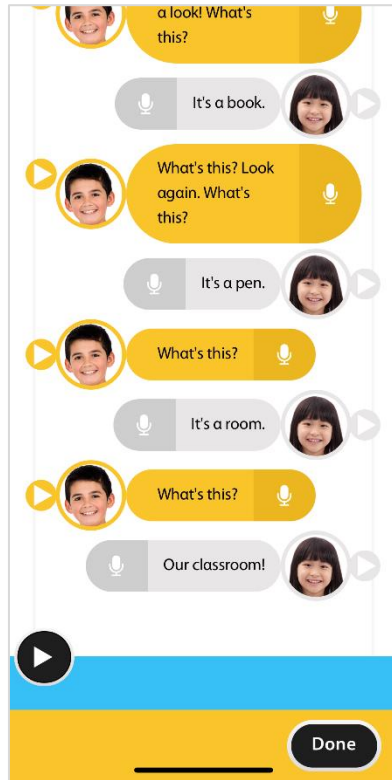 a look! What's
this?
It's a book.
What's this? Look
again. What's
this?
It's a pen.
What's this?
It's a room.
What's this?
Our classroom!
Done